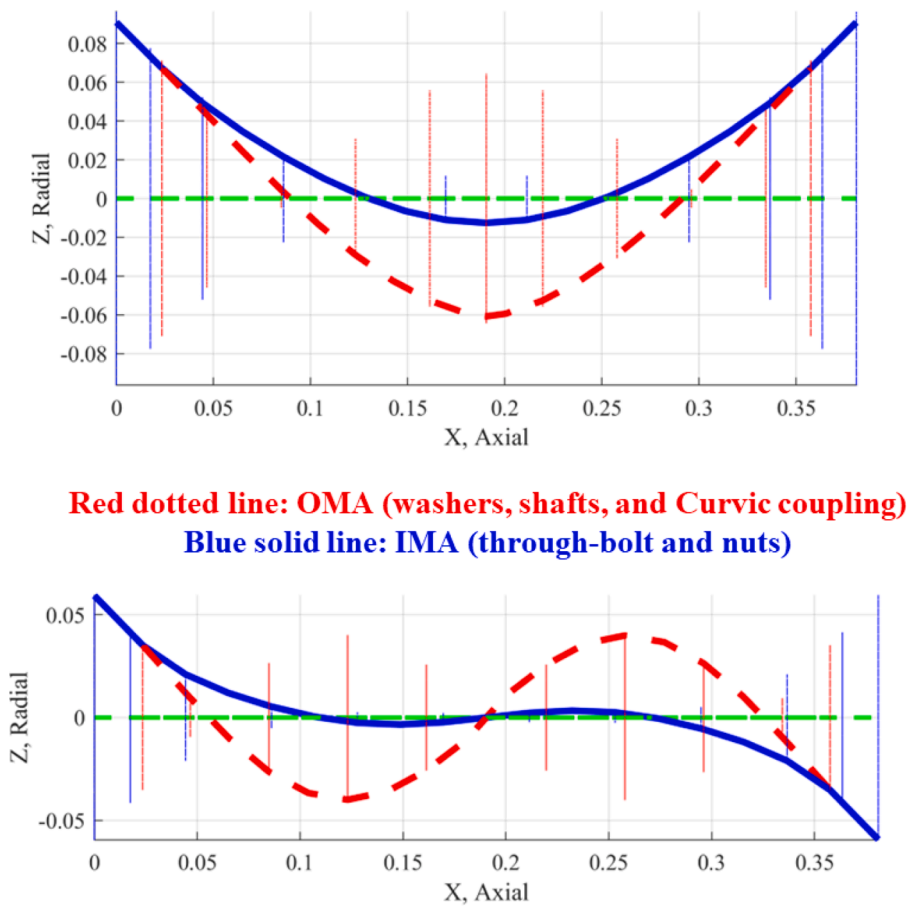 0.08
0.06
0.04
0.02
0
-0.02
-0.04
-0.06
-0.08
Z, Radial
0 0.05 0.1 0.15 0.2 0.25 0.3 0.35
X, Axial
Red dotted line: OMA (washers, shafts, and Curvic coupling)
Blue solid line: IMA (through-bolt and nuts)
0.05
0
-0.05
Z, Radial
0 0.05 0.1 0.15 0.2 0.25 0.3 0.35
X, Axial